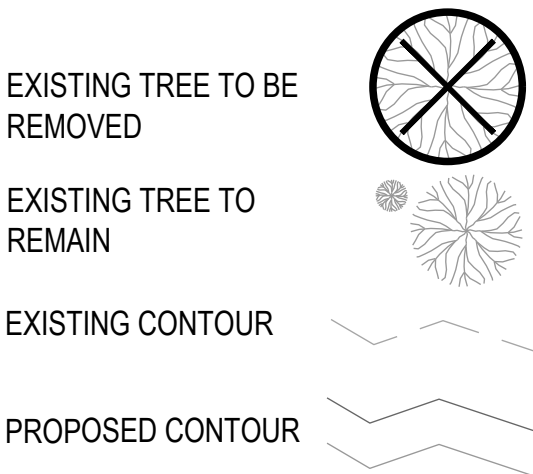 EXISTING TREE TO BE
REMOVED
EXISTING TREE TO
REMAIN
EXISTING CONTOUR
PROPOSED CONTOUR